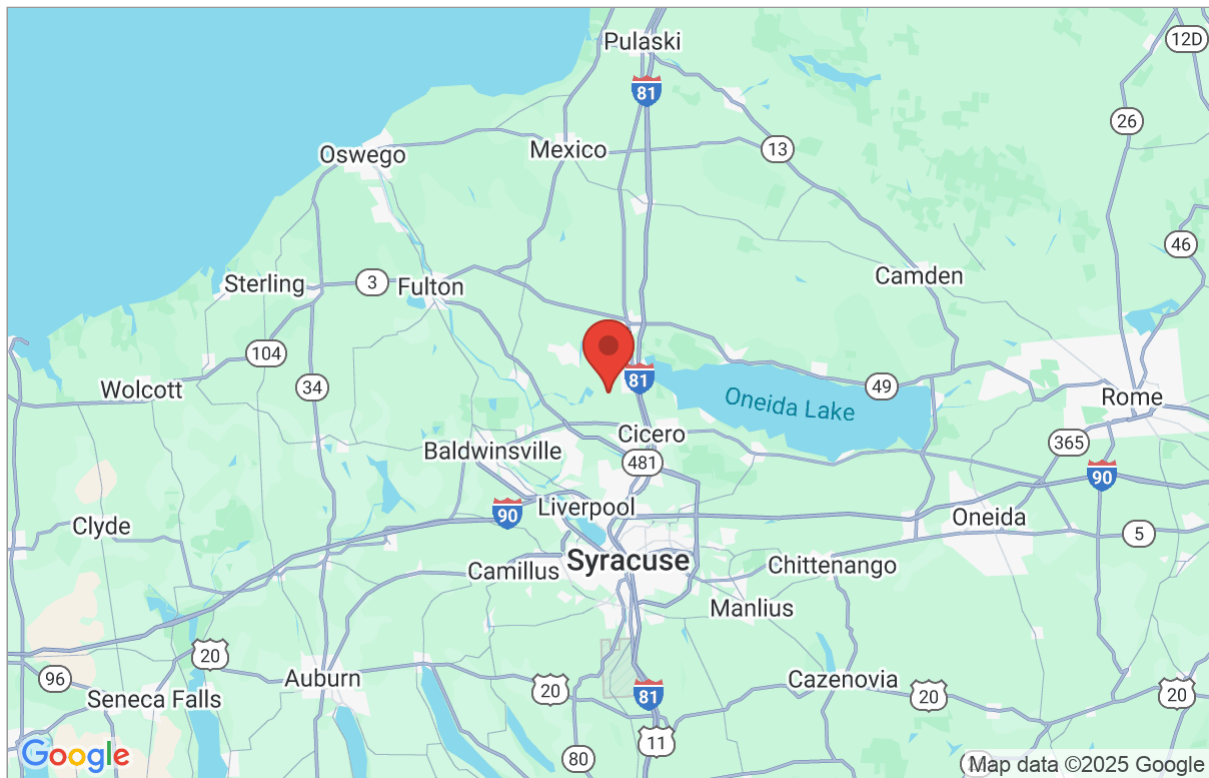 Pulaski
12D
81
26
Oswego
Mexico
13
46
Sterling
3
Fulton
Camden
104
Wolcott
34
81
Oneida Lake
49
Rome
Cicero
365
Baldwinsville
481
90
Liverpool
90
Clyde
Oneida
5
Syracuse
Camillus
Chittenango
Manlius
20
96
Auburn
Seneca Falls
20
81
Cazenovia
20
20
11
80
Google
Map data ©2025 Google